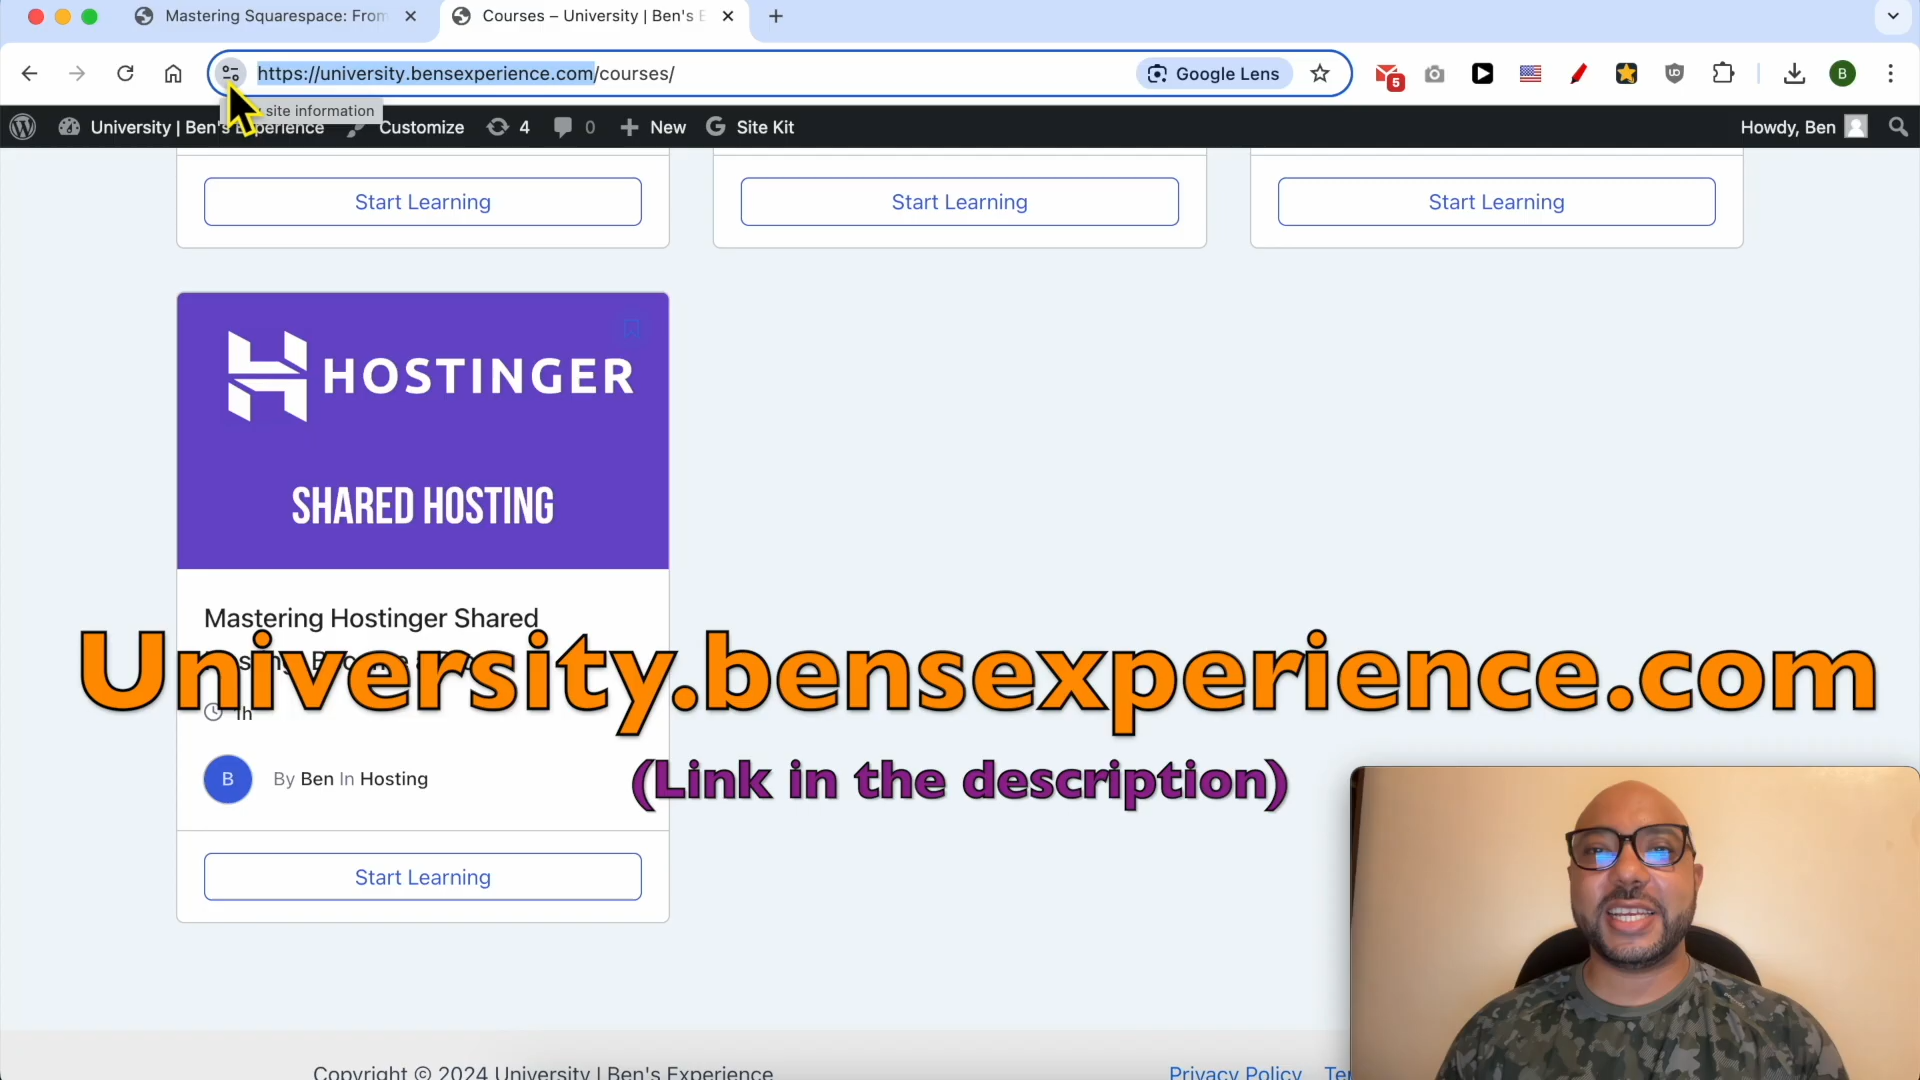 Mastering Squarespace: From
Courses – University | Ben's E
https://university.bensexperience.com/courses/
Google Lens
5
site information
University | Ben's Experience
Customize
4
0
New
Site Kit
Howdy, Ben
Start Learning
Start Learning
Start Learning
HOSTINGER
SHARED HOSTING
Mastering Hostinger Shared
University.bensexperience.com
1h
(Link in the description)
B
By Ben In Hosting
Start Learning
Copyright © 2024 University | Ben's Experience
Privacy Policy